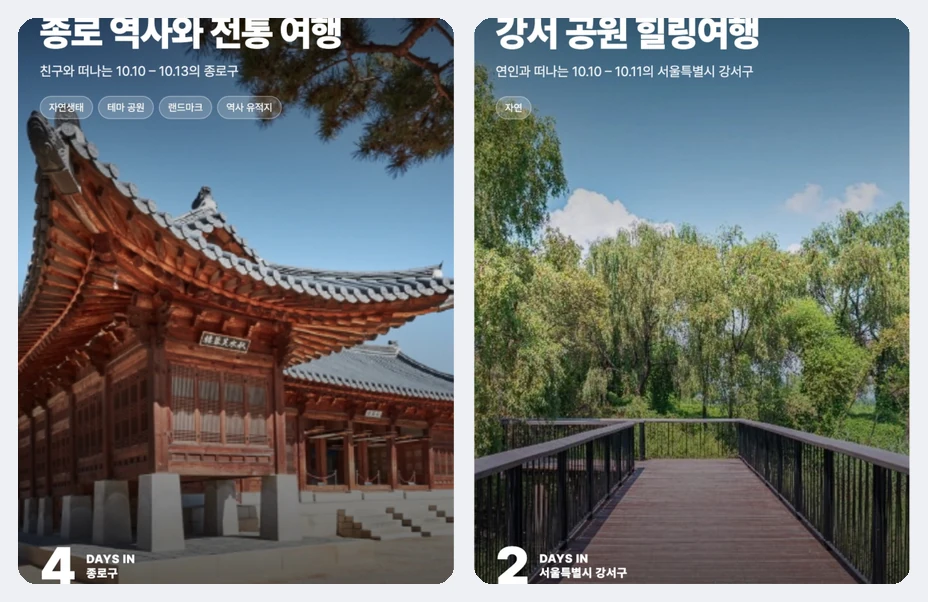 종로 역사와 전통 여행
친구와 떠나는 10.10 – 10.13의 종로구
자연생태
테마 공원
랜드마크
역사 유적지
4
DAYS IN
종로구
강서 공원 힐링여행
연인과 떠나는 10.10 – 10.11의 서울특별시 강서구
자연
2
DAYS IN
서울특별시 강서구